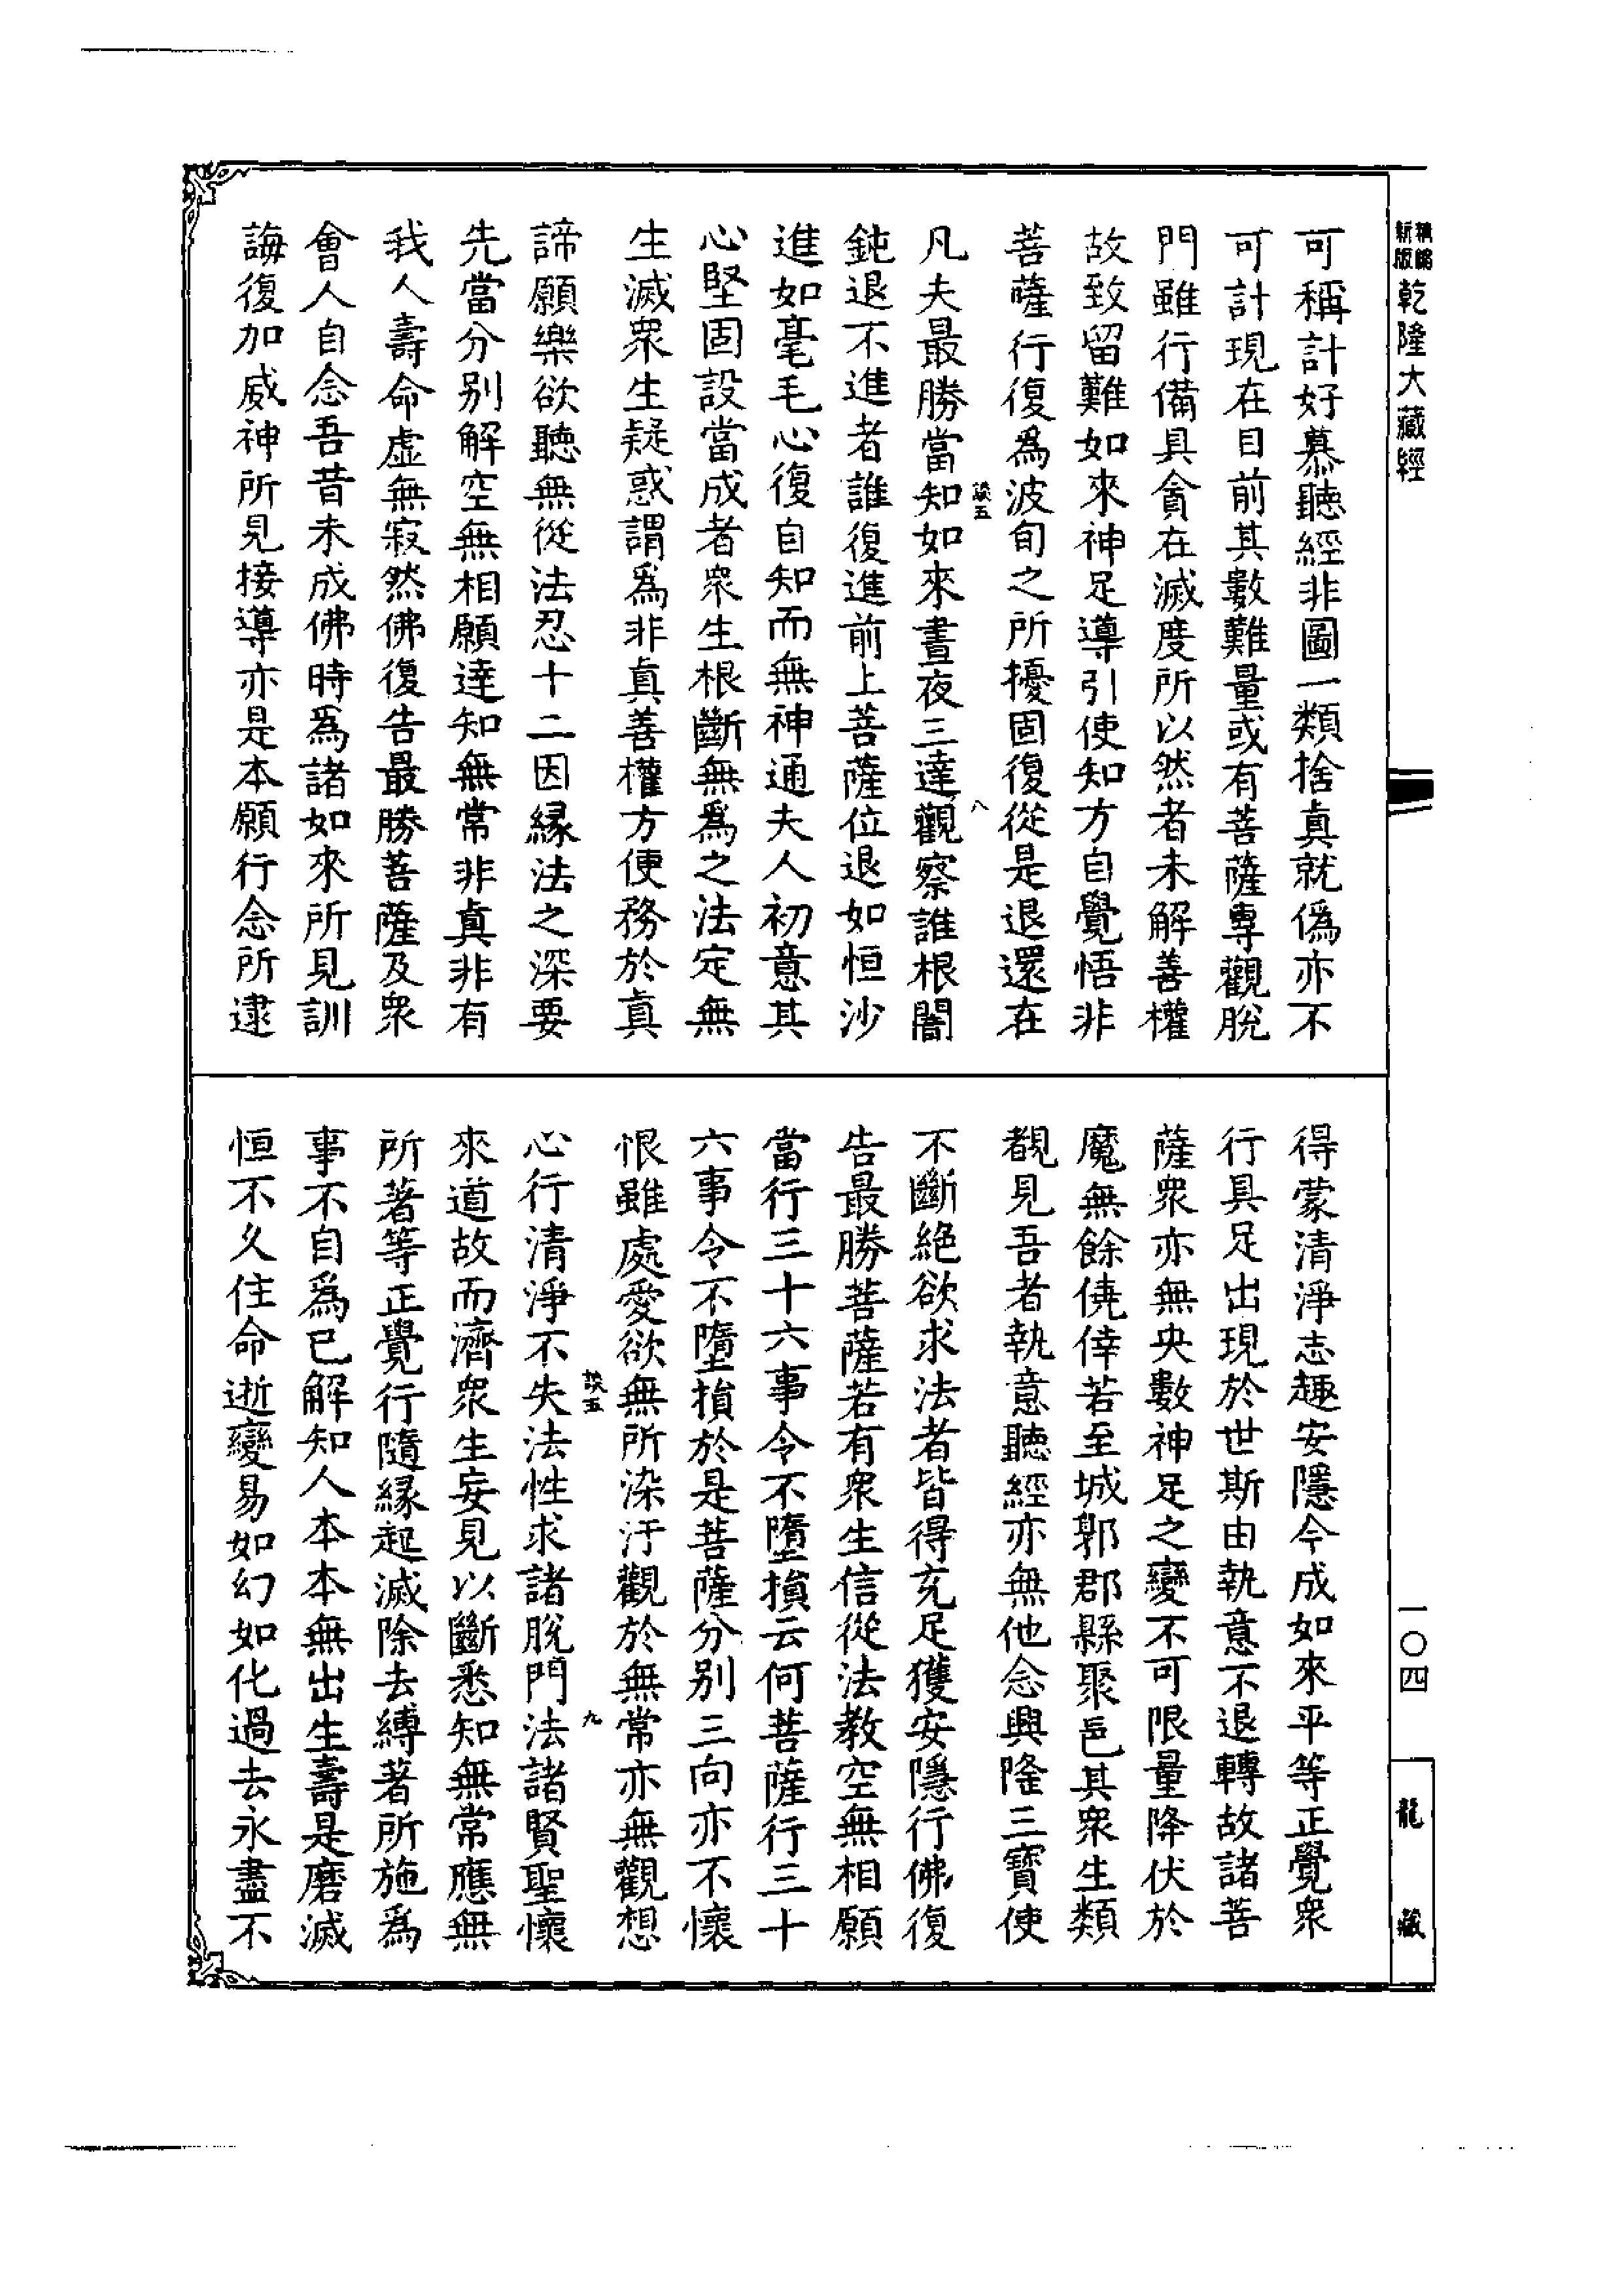 新版
乾隆大藏經
可稱計好慕聽經非圖一類捨真就偽亦不
可計現在目前其數難量或有菩薩專觀脫
門雖行備具貪在滅度所以然者未解善權
故致留難如來神足導引使知方自覺悟非
菩薩行復為波旬之所擾固復從是退還在
談五
八
凡夫最勝當知如來晝夜三達觀察誰根闇
鈍退不進者誰復進前上菩薩位退如恒沙
進如毫毛心復自知而無神通夫人初意其
心堅固設當成者衆生根斷無為之法定無
生滅衆生疑惑謂為非真善權方便務於真
諦願樂欲聽無從法忍十二因緣法之深要
先當分別解空無相願達知無常非真非有
我人壽命虛無寂然佛復告最勝菩薩及衆
會人自念吾昔未成佛時為諸如來所見訓
誨復加威神所見接導亦是本願行念所逮
得蒙清淨志趣安隱今成如來平等正覺衆
行具足出現於世斯由執意不退轉故諸菩
薩衆亦無央數神足之變不可限量降伏於
魔無餘僥倖若至城郭郡縣聚邑其衆生類
覩見吾者執意聽經亦無他念興隆三寶使
不斷絕欲求法者皆得充足獲安隱行佛復
告最勝菩薩若有衆生信從法教空無相願
當行三十六事令不墮損云何菩薩行三十
六事令不墮損於是菩薩分別三向亦不懷
恨雖處愛欲無所染汙觀於無常亦無觀想
談五
九
心行清淨不失法性求諸脫門法諸賢聖懷
來道故而濟衆生妄見以斷悉知無常應無
所著等正覺行隨緣起滅除去縛著所施為
事不自為已解知人本本無出生壽是磨滅
恒不久住命逝變易如幻如化過去永盡不
一〇四
龍藏